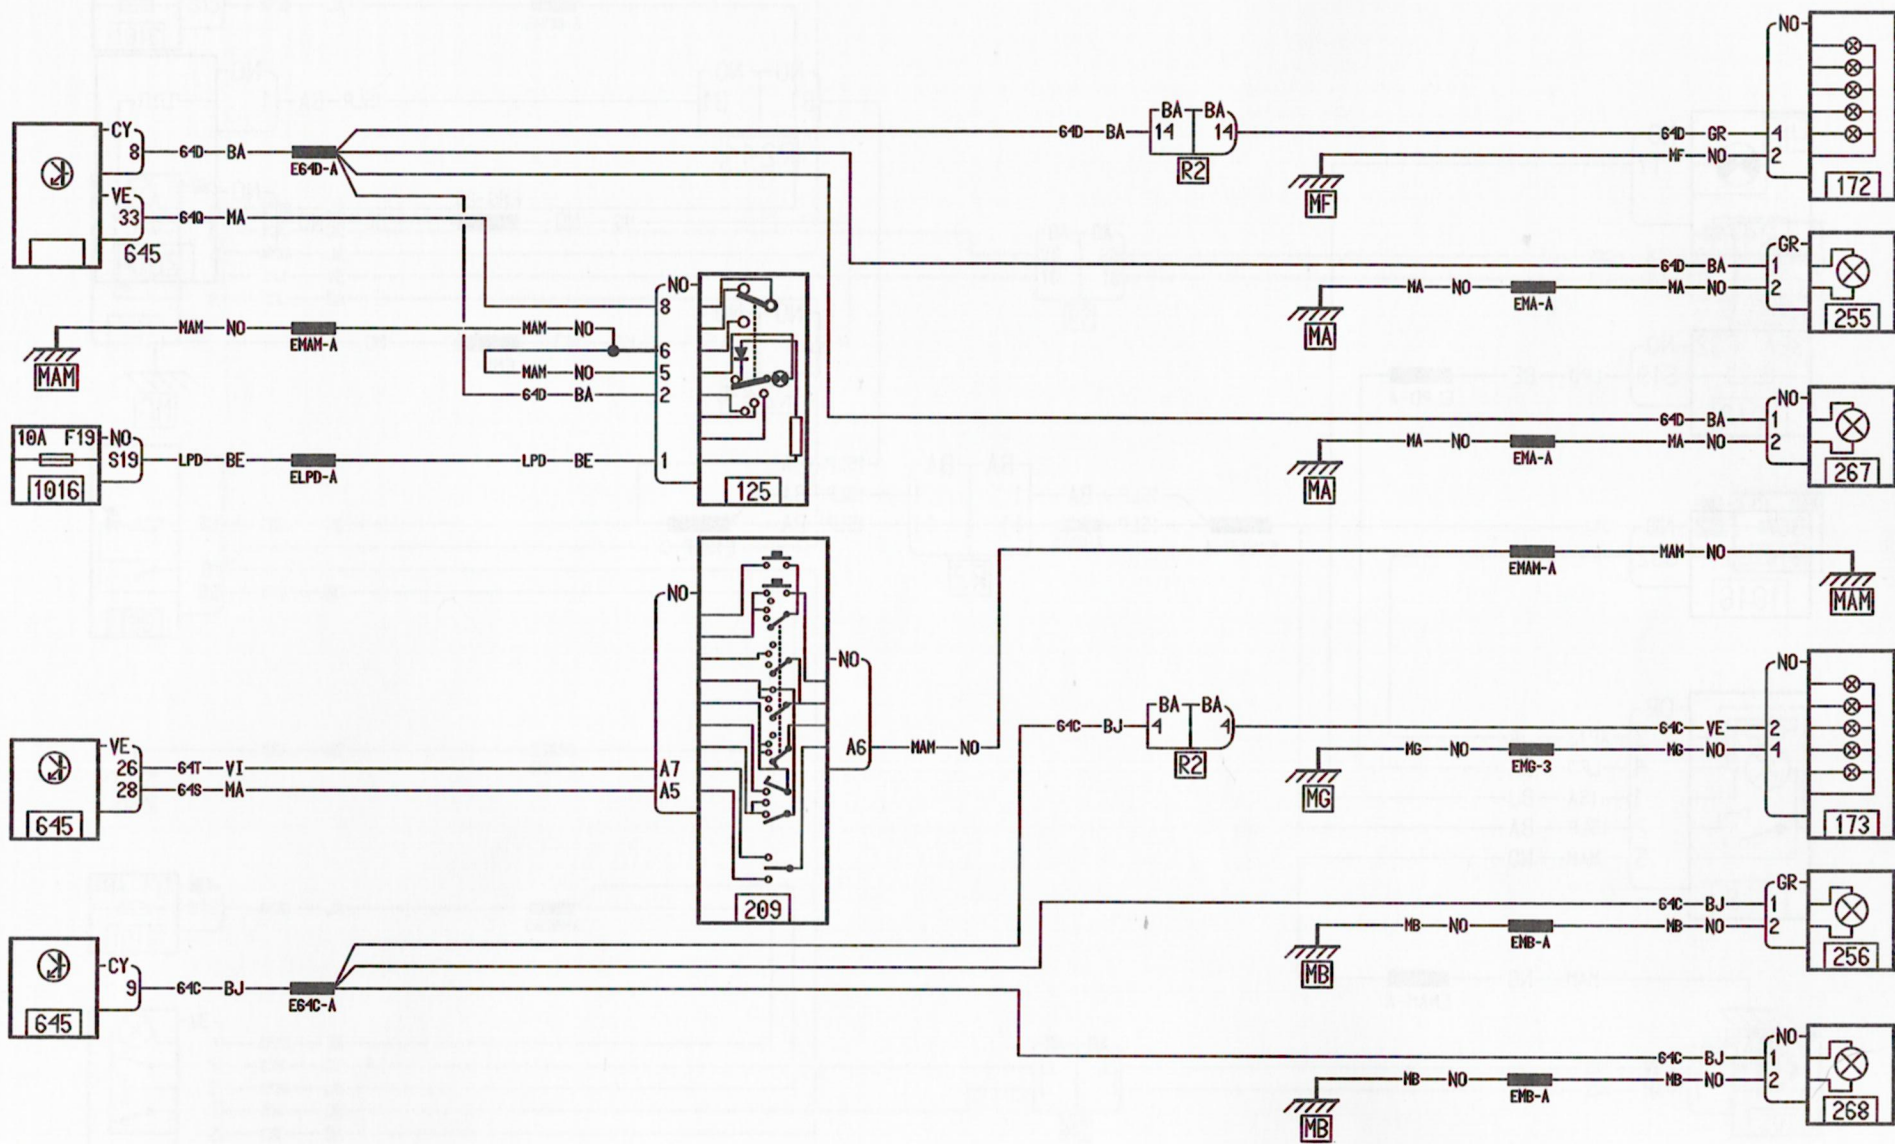 NO
CY
8
64D BA
E64D-A
64D BA
BA BA
14 14
R2
64D GR 4
MF NO 2
MF
172
VE
33
64Q MA
645
GR
64D BA 1
MA NO EMA-A MA NO 2
MA
255
NO
8
MAM NO
EMAM-A
MAM NO
6
MAM NO 5
64D BA 2
MAM
NO
64D BA 1
MA NO EMA-A MA NO 2
MA
267
10A F19 NO
S19
1016
LPD BE
ELPD-A
LPD BE 1
125
EMAM-A
MAM NO
MAM
NO
NO
A6 MAM NO
A7
A5
209
VE
26 64T VI
28 64S MA
645
64C BJ
BA BA
4 4
R2
NO
64C VE 2
MG NO EMG-3 MG NO 4
MG
173
GR
64C BJ 1
MB NO EMB-A MB NO 2
MB
256
CY
9 64C BJ
E64C-A
645
NO
64C BJ 1
MB NO EMB-A MB NO 2
MB
268